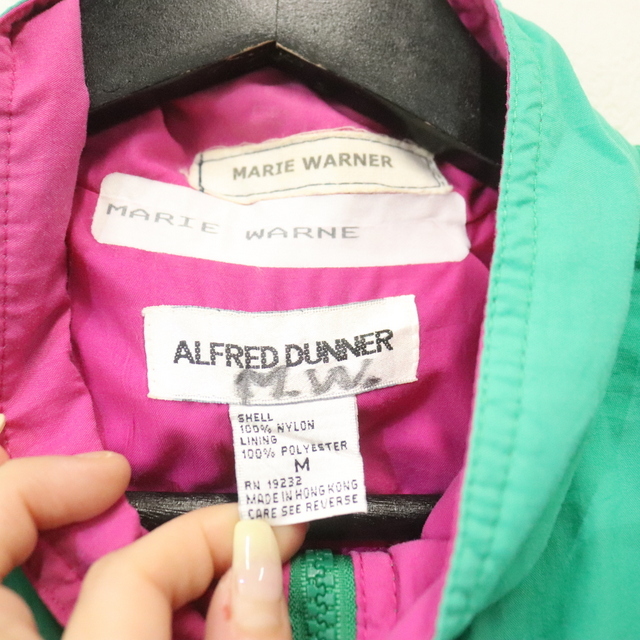 MARIE WARNER
MARIE WARNE
ALFRED DUNNER
M.W.
SHELL
100% NYLON
LINING
100% POLYESTER
M
RN 19232
MADE IN HONG KONG
CARE SEE REVERSE